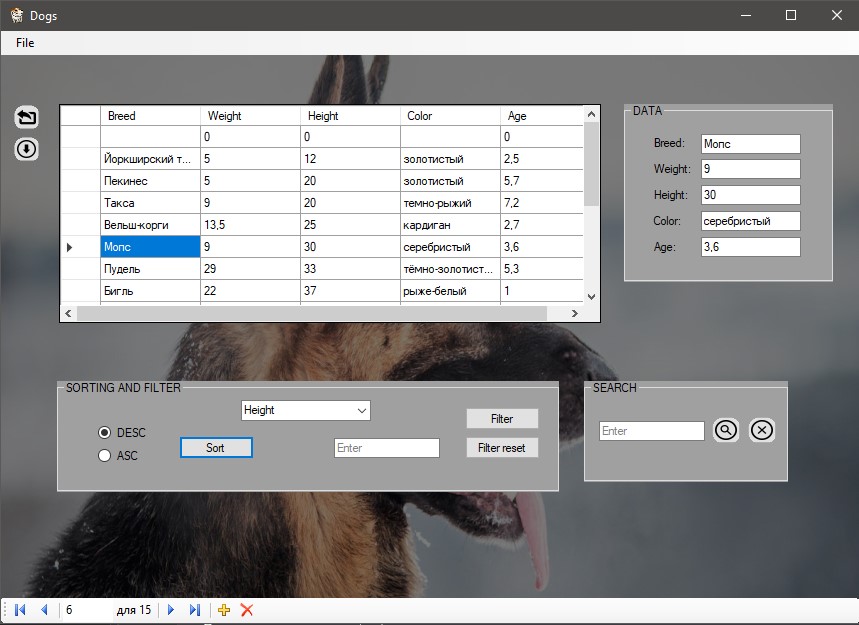 Dogs
File
Breed Weight Height Color Age
0 0 0
Йоркширский т... 5 12 золотистый 2,5
Пекинес 5 20 золотистый 5,7
Такса 9 20 темно-рыжий 7,2
Вельш-корги 13,5 25 кардиган 2,7
Мопс 9 30 серебристый 3,6
Пудель 29 33 тёмно-золотист... 5,3
Бигль 22 37 рыже-белый 1
DATA
Breed: Мопс
Weight: 9
Height: 30
Color: серебристый
Age: 3,6
SORTING AND FILTER
Height
DESC
ASC
Sort
Enter
Filter
Filter reset
SEARCH
Enter
6 для 15